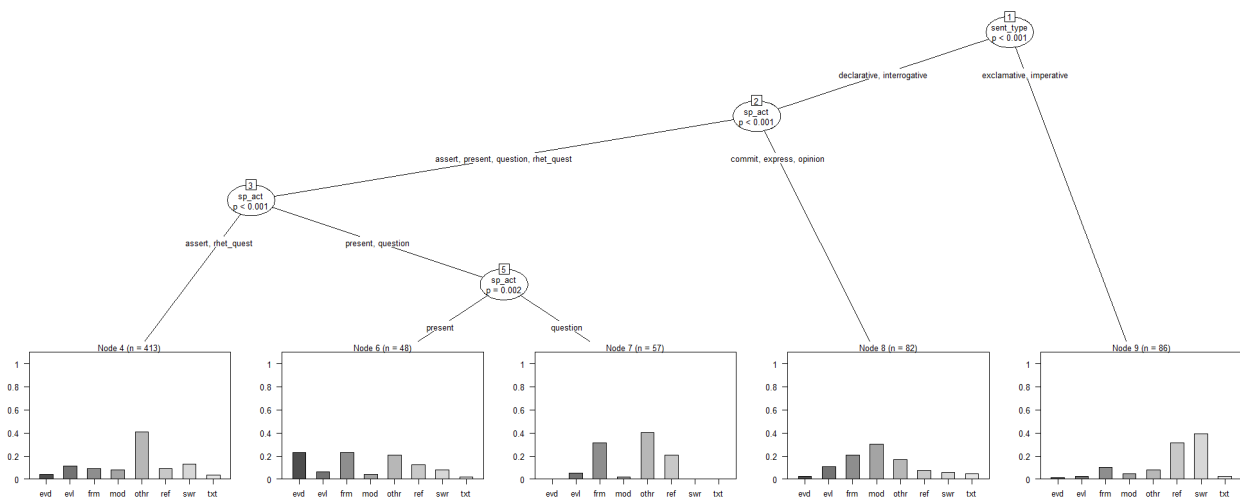 1
sent_type
p < 0.001
declarative, interrogative
exclamative, imperative
2
sp_act
p < 0.001
assert, present, question, rhet_quest
commit, express, opinion
3
sp_act
p < 0.001
assert, rhet_quest
present, question
5
sp_act
p = 0.002
present
question
Node 4 (n = 413)
1
0.8
0.6
0.4
0.2
0
evd evl frm mod othr ref swr txt
Node 6 (n = 48)
1
0.8
0.6
0.4
0.2
0
evd evl frm mod othr ref swr txt
Node 7 (n = 57)
1
0.8
0.6
0.4
0.2
0
evd evl frm mod othr ref swr txt
Node 8 (n = 82)
1
0.8
0.6
0.4
0.2
0
evd evl frm mod othr ref swr txt
Node 9 (n = 86)
1
0.8
0.6
0.4
0.2
0
evd evl frm mod othr ref swr txt